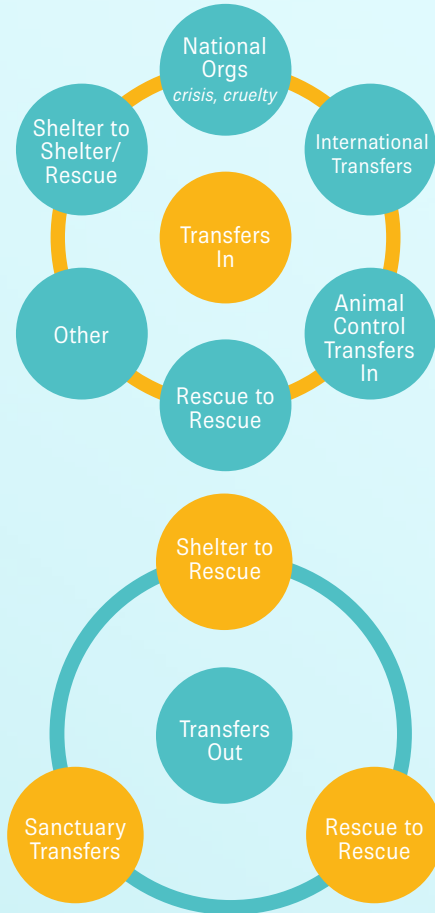 National
Orgs
crisis, cruelty
Shelter to
Shelter/
Rescue
International
Transfers
Transfers
In
Other
Animal
Control
Transfers
In
Rescue to
Rescue
Shelter to
Rescue
Transfers
Out
Sanctuary
Transfers
Rescue to
Rescue